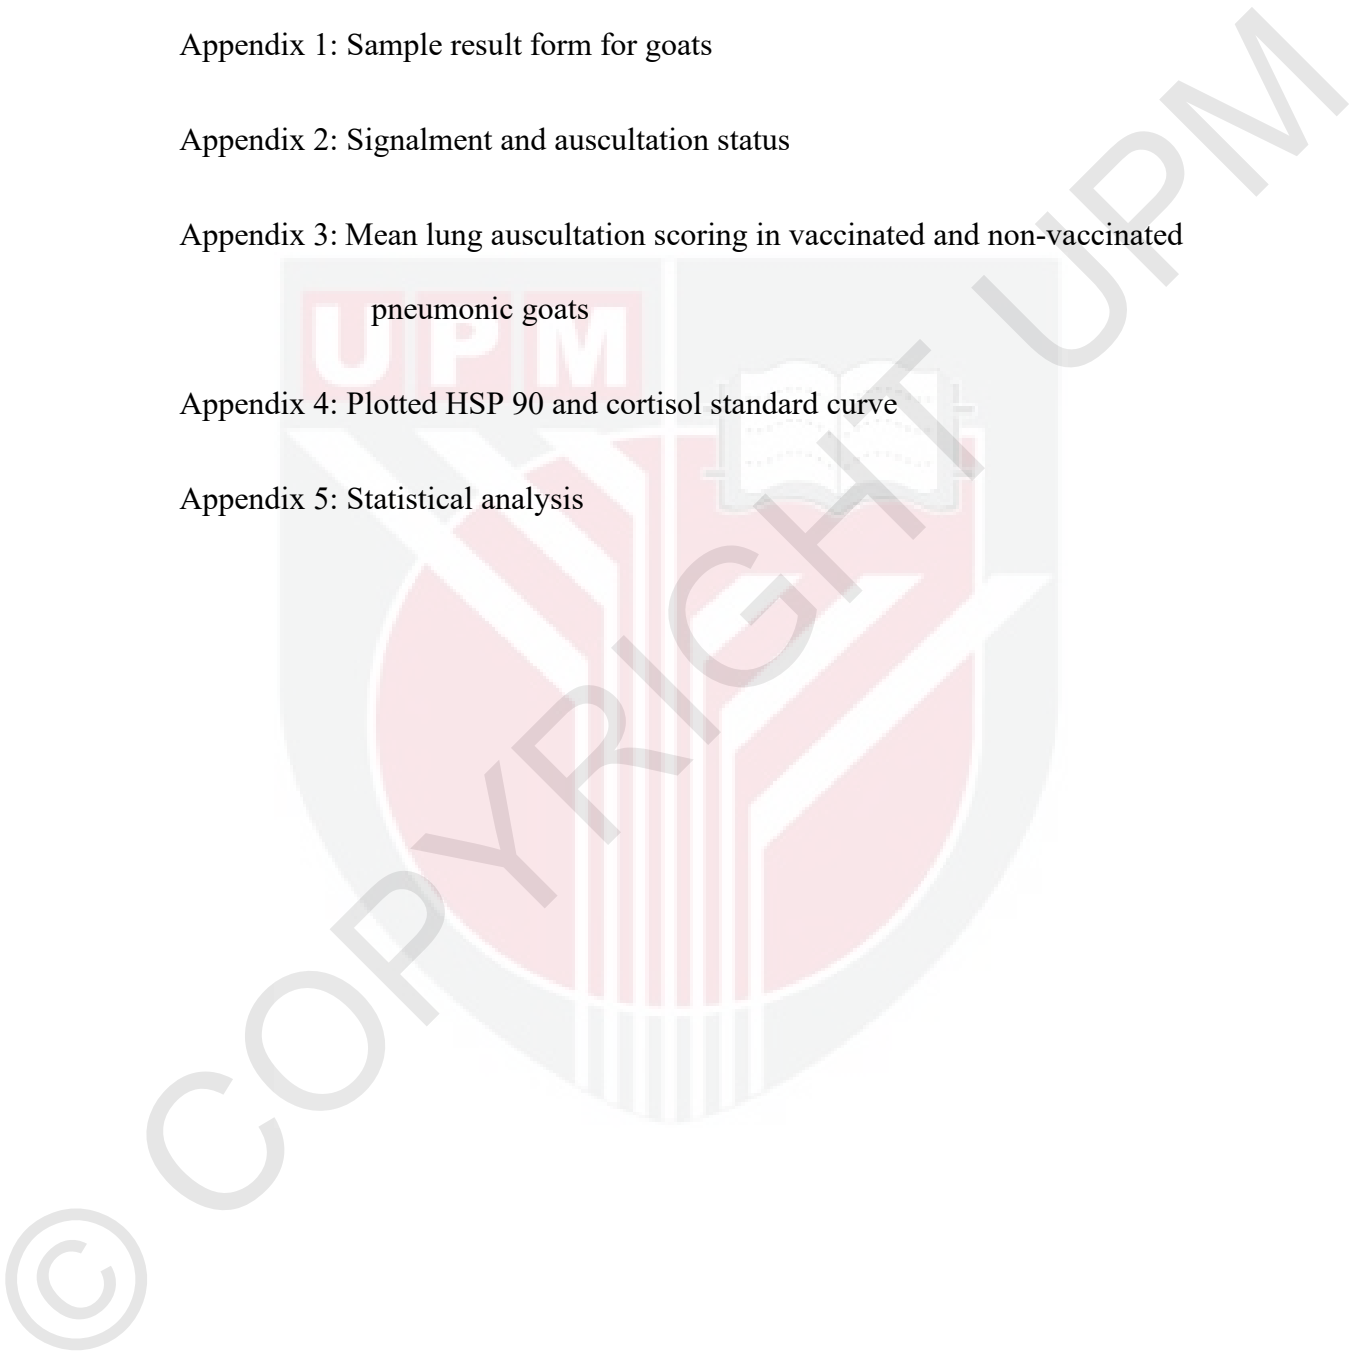 Appendix 1: Sample result form for goats
Appendix 2: Signalment and auscultation status
Appendix 3: Mean lung auscultation scoring in vaccinated and non-vaccinated
pneumonic goats
Appendix 4: Plotted HSP 90 and cortisol standard curve
Appendix 5: Statistical analysis
UPM
© COPYRIGHT UPM